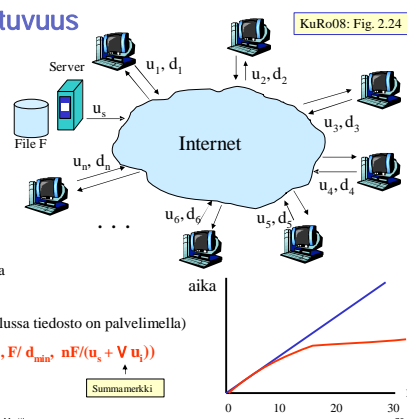 tuvuus
KuRo08: Fig. 2.24
Server
u1, d1
u2, d2
us
File F
Internet
u3, d3
un, dn
u4, d4
u6, d6
u5, d5
. . .
a
aika
lussa tiedosto on palvelimella)
, F/ dmin, nF/(us + V ui))
Summamerkki
0 10 20 30